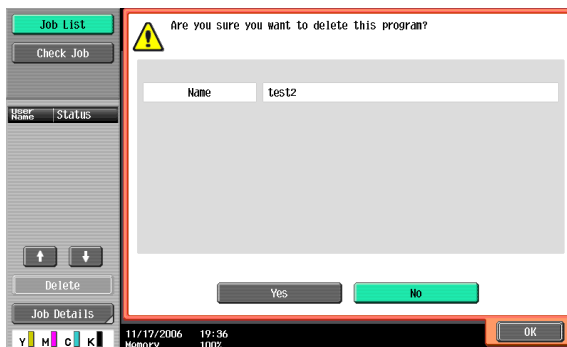 Job List
Are you sure you want to delete this program?
Check Job
Name
test2
User Name
Status
Delete
Yes
No
Job Details
11/17/2006 19:36
OK
Y M C K
Memory 100%